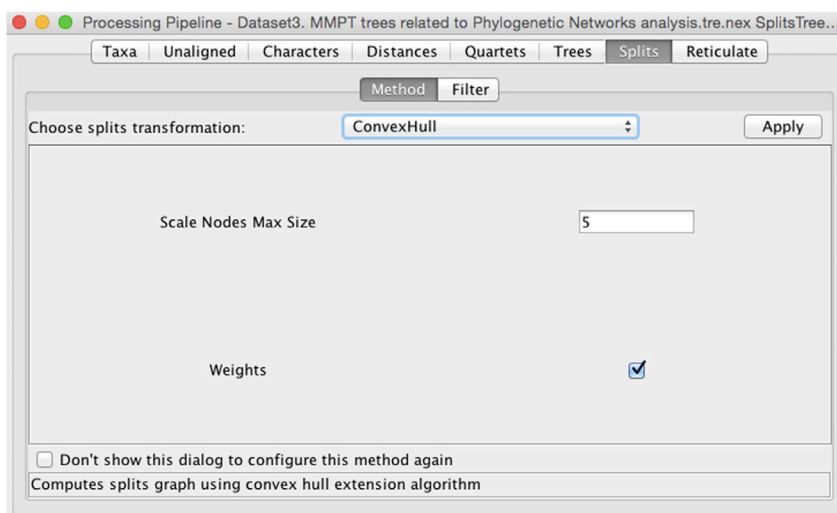 Processing Pipeline - Dataset3. MMPT trees related to Phylogenetic Networks analysis.tre.nex SplitsTree...
Taxa Unaligned Characters Distances Quartets Trees Splits Reticulate
Method Filter
Choose splits transformation: ConvexHull Apply
Scale Nodes Max Size 5
Weights
Don't show this dialog to configure this method again
Computes splits graph using convex hull extension algorithm